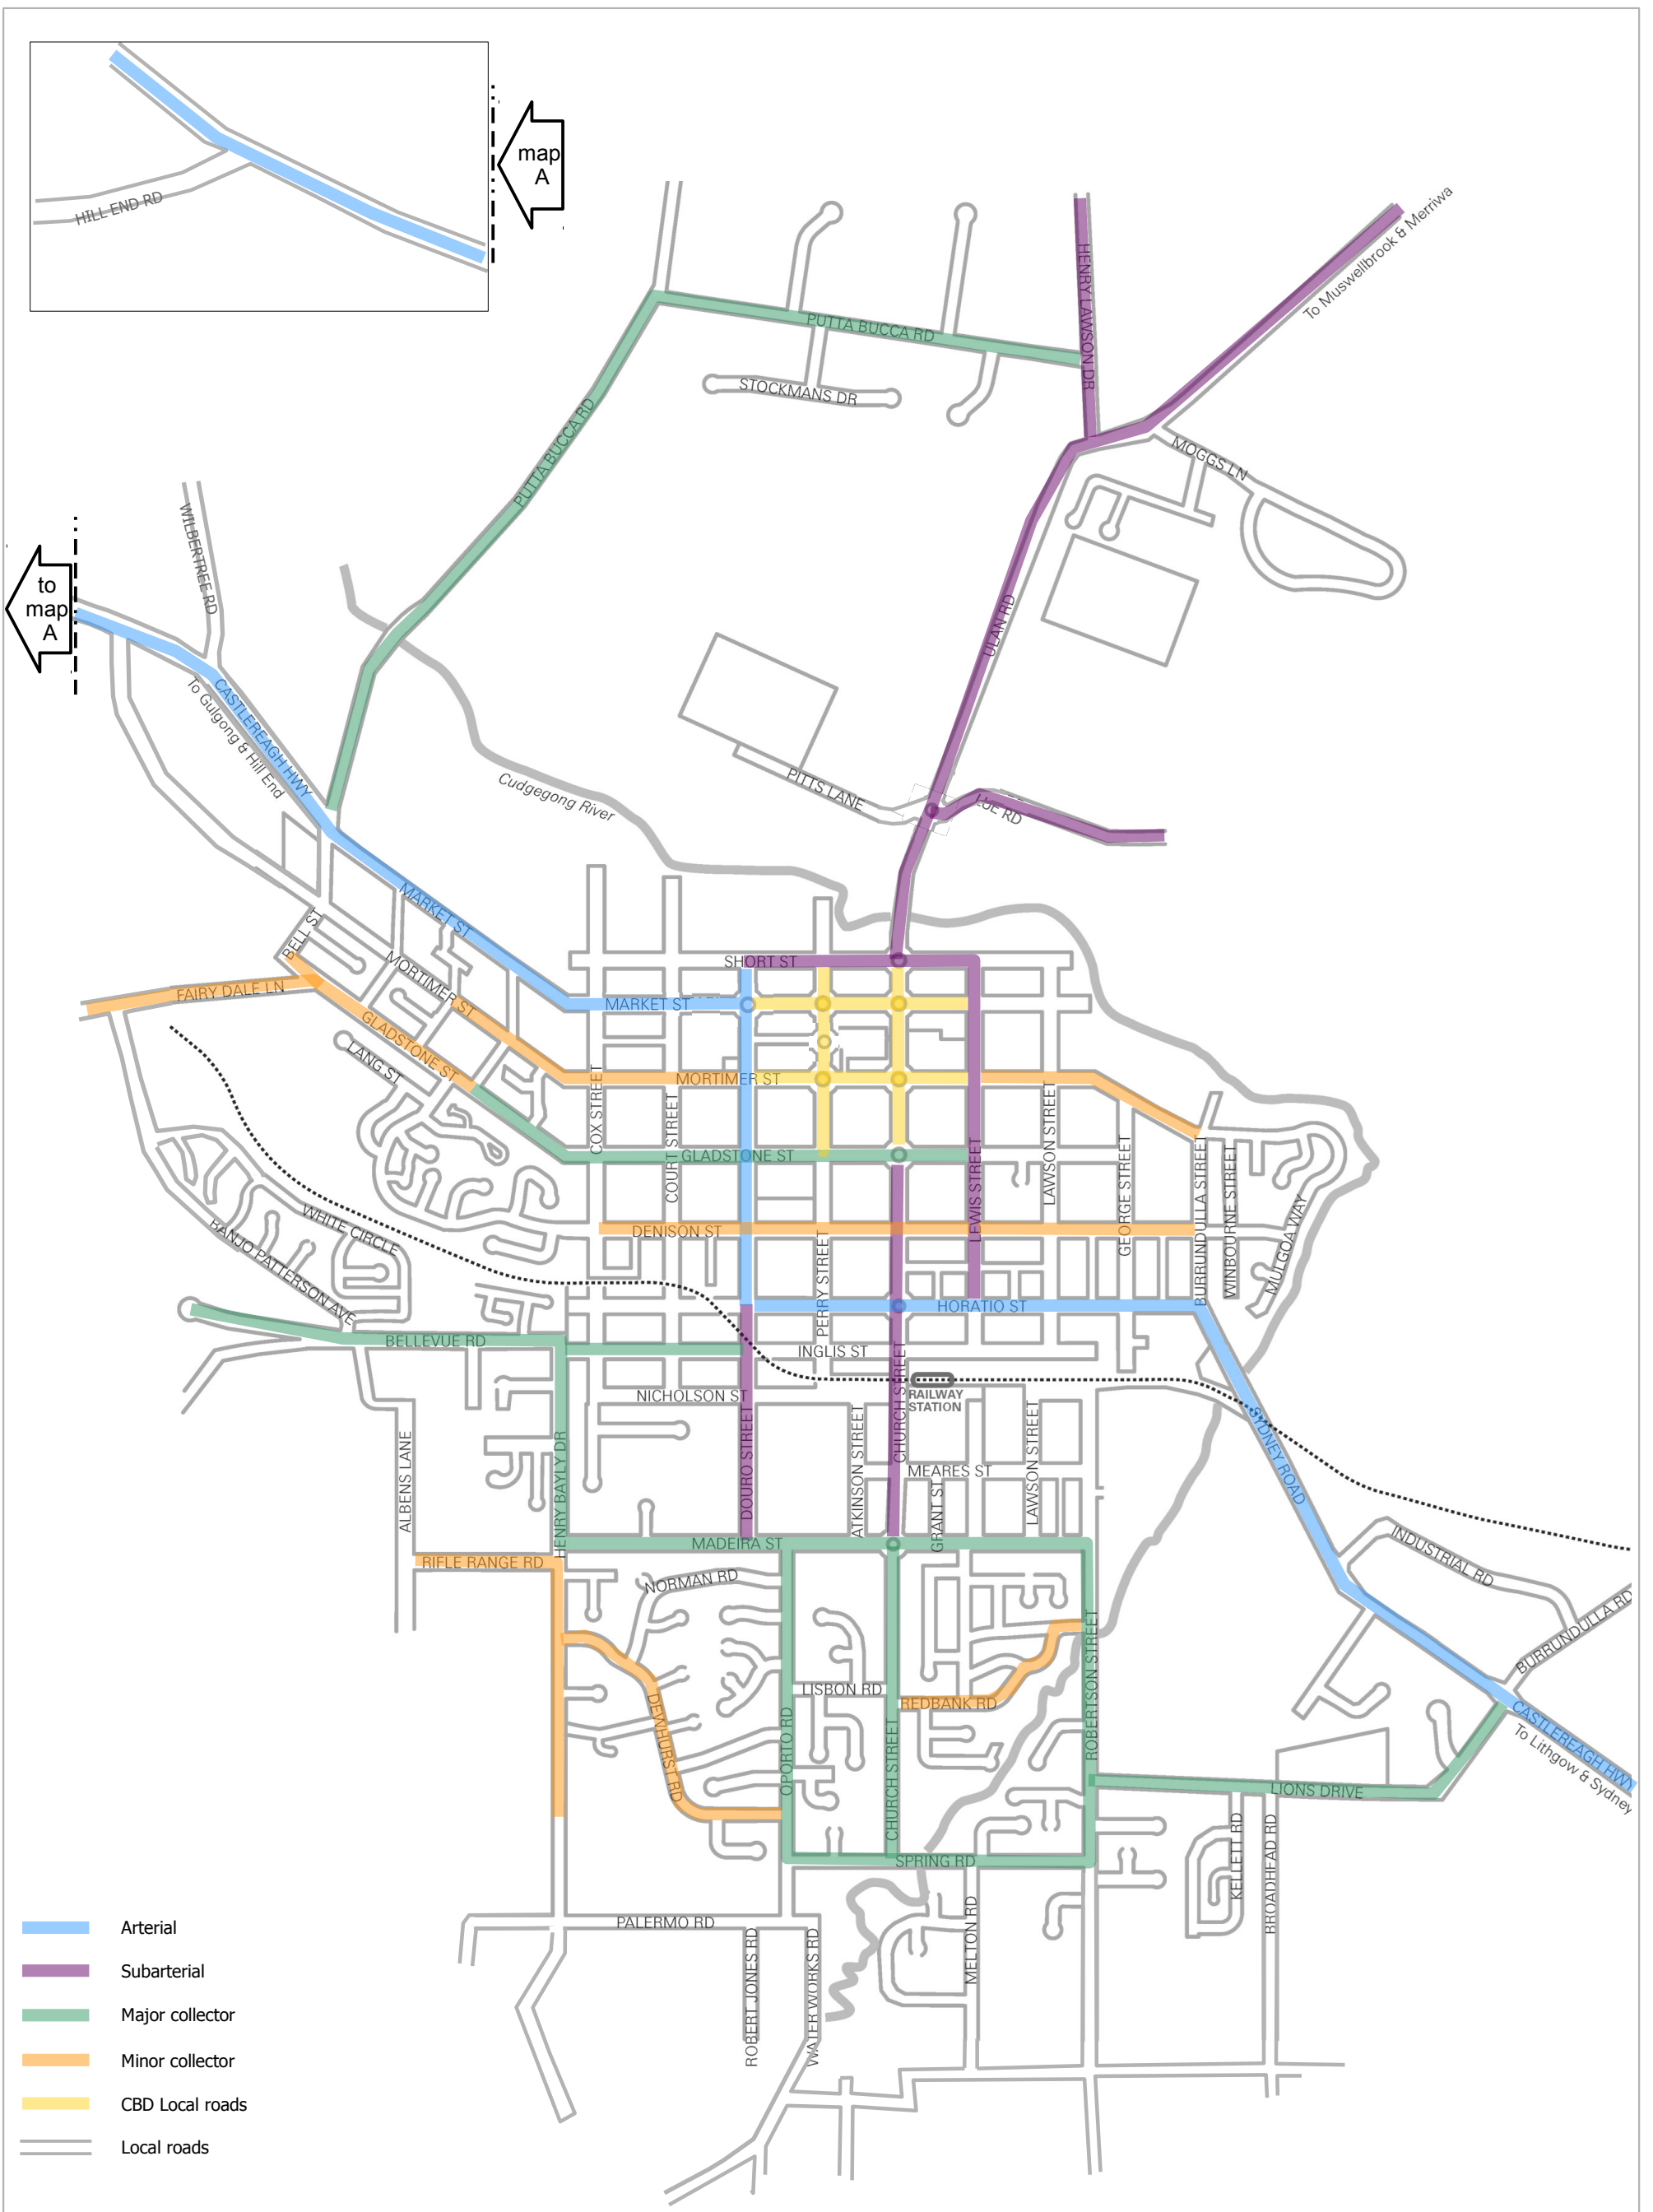 map
A
HILL END RD
HENRY LAWSON DR
To Muswellbrook & Merriwa
PUTTA BUCCA RD
STOCKMANS DR
PUTTA BUCCA RD
MOGGS LN
WILBERTREE RD
to
map
A
ULAN RD
CASTLEREAGH HWY
To Gulgong & Hill End
Cudgegong River
PITTS LANE
LUE RD
MARKET ST
BELL ST
MORTIMER ST
SHORT ST
FAIRY DALE LN
MARKET ST
GLADSTONE ST
LANG ST
MORTIMER ST
COX STREET
COURT STREET
GLADSTONE ST
LEWIS STREET
LAWSON STREET
GEORGE STREET
BURRUNDULLA STREET
WINBOURNE STREET
MULGOA WAY
WHITE CIRCLE
BANJO PATTERSON AVE
DENISON ST
PERRY STREET
HORATIO ST
BELLEVUE RD
INGLIS ST
CHURCH STREET
RAILWAY
STATION
NICHOLSON ST
ALBENS LANE
HENRY BAYLY DR
DOURO STREET
ATKINSON STREET
MEARES ST
GRANT ST
LAWSON STREET
SYDNEY ROAD
MADEIRA ST
RIFLE RANGE RD
NORMAN RD
INDUSTRIAL RD
BURRUNDULLA RD
LISBON RD
REDBANK RD
DEWHURST RD
OPORTO RD
CHURCH STREET
ROBERTSON STREET
CASTLEREAGH HWY
To Lithgow & Sydney
LIONS DRIVE
SPRING RD
KELLETT RD
BROADHEAD RD
PALERMO RD
ROBERT JONES RD
WATER WORKS RD
MELTON RD
Arterial
Subarterial
Major collector
Minor collector
CBD Local roads
Local roads